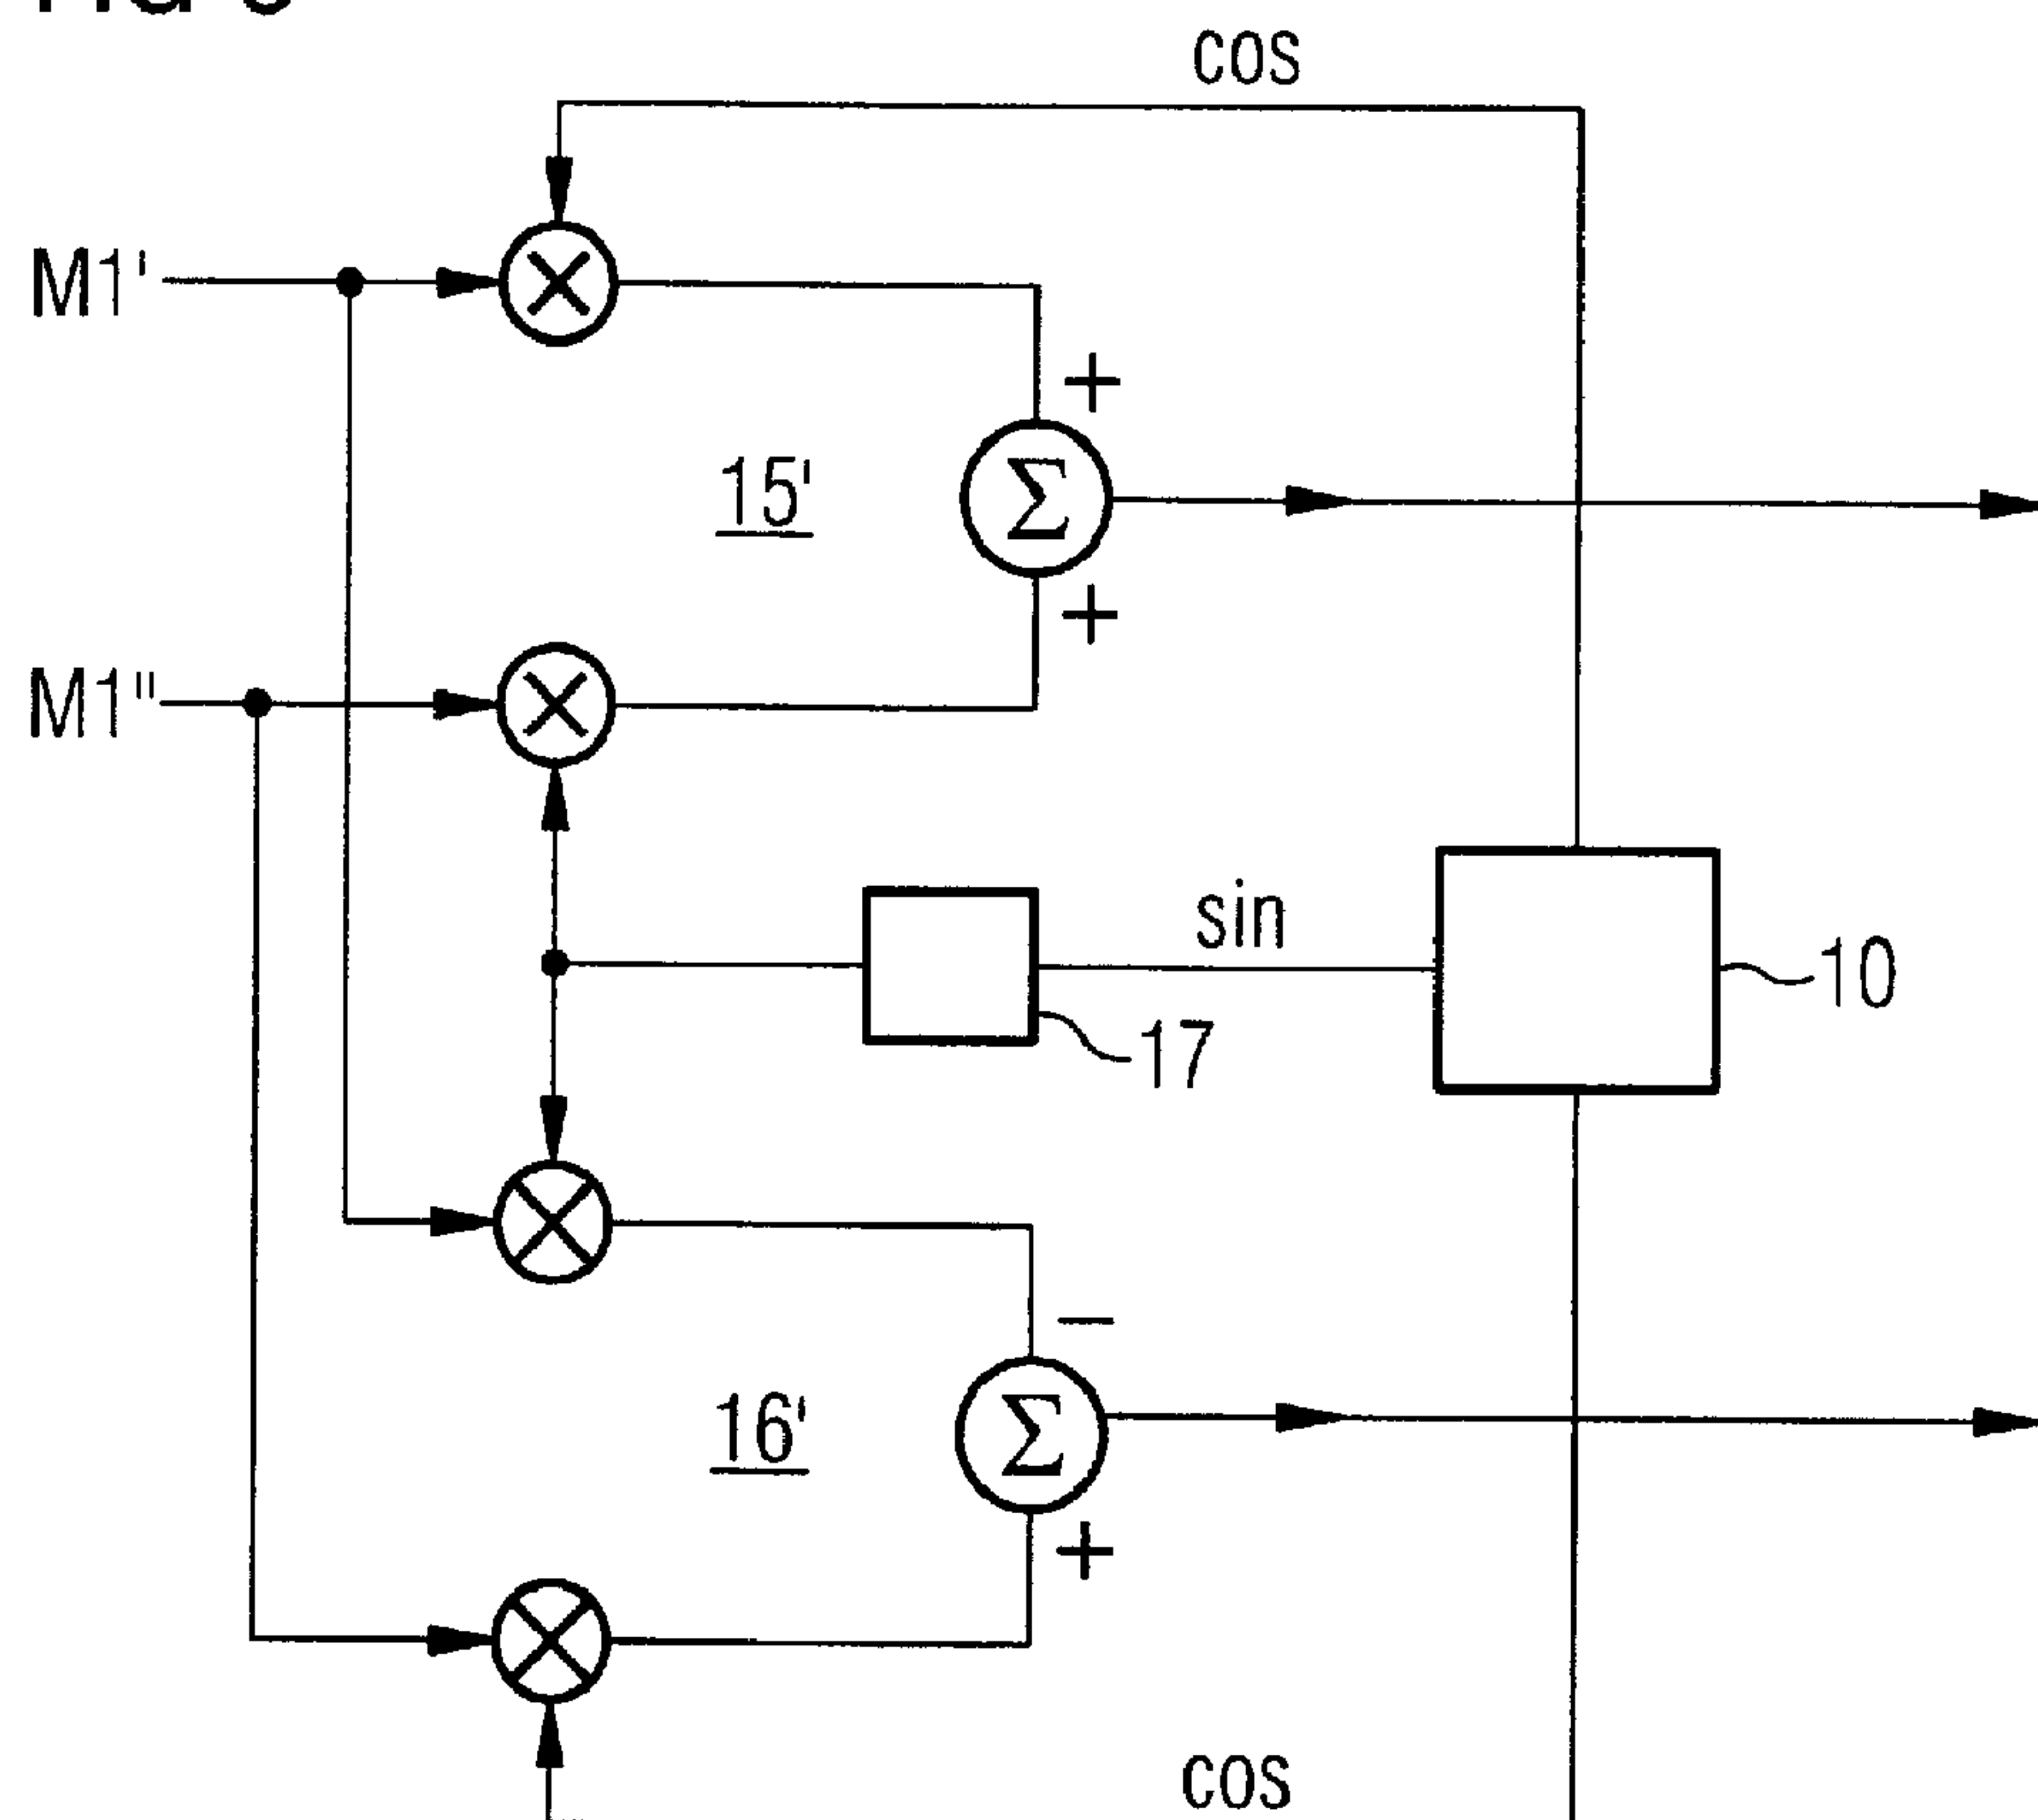 cos
M1'
+
15'
Σ
+
M1"
sin
10
17
−
16'
Σ
+
cos